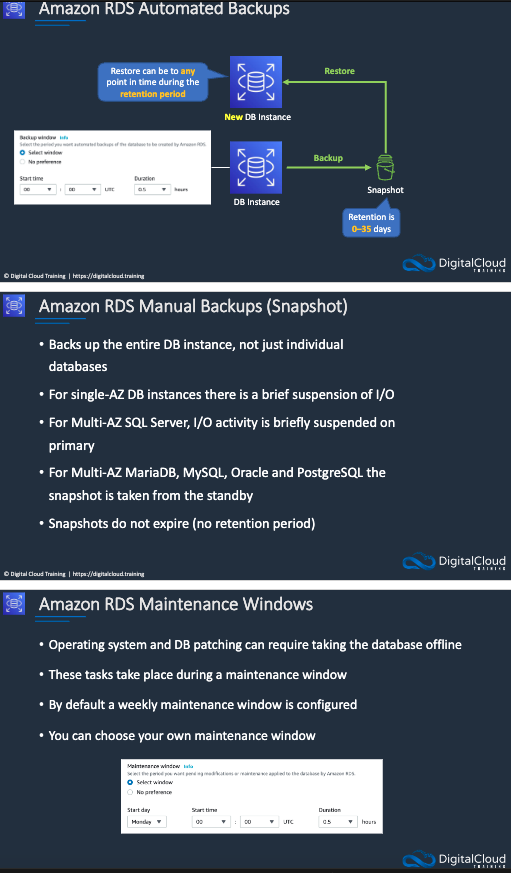 Amazon RDS Automated Backups
Restore can be to any
point in time during the
retention period
Restore
New DB Instance
Backup window Info
Select the period you want automated backups of the database to be created by Amazon RDS.
Select window
No preference
Start time
Duration
00 : 00 UTC
0.5 hours
Backup
DB Instance
Snapshot
Retention is
0–35 days
DigitalCloud
TRAINING
© Digital Cloud Training | https://digitalcloud.training
Amazon RDS Manual Backups (Snapshot)
• Backs up the entire DB instance, not just individual
databases
• For single-AZ DB instances there is a brief suspension of I/O
• For Multi-AZ SQL Server, I/O activity is briefly suspended on
primary
• For Multi-AZ MariaDB, MySQL, Oracle and PostgreSQL the
snapshot is taken from the standby
• Snapshots do not expire (no retention period)
DigitalCloud
TRAINING
© Digital Cloud Training | https://digitalcloud.training
Amazon RDS Maintenance Windows
• Operating system and DB patching can require taking the database offline
• These tasks take place during a maintenance window
• By default a weekly maintenance window is configured
• You can choose your own maintenance window
Maintenance window Info
Select the period you want pending modifications or maintenance applied to the database by Amazon RDS.
Select window
No preference
Start day
Start time
Duration
Monday
00 : 00 UTC
0.5 hours
DigitalCloud
TRAINING